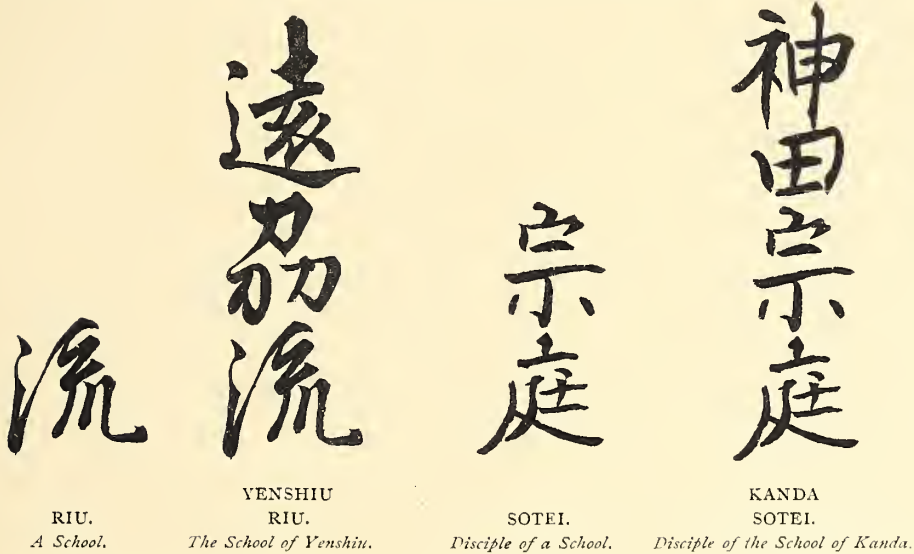 流
遠刕流
宗庭
神田宗庭
YENSHIU KANDA
RIU. RIU. SOTEI. SOTEI.
A School. The School of Yenshiu. Disciple of a School. Disciple of the School of Kanda.